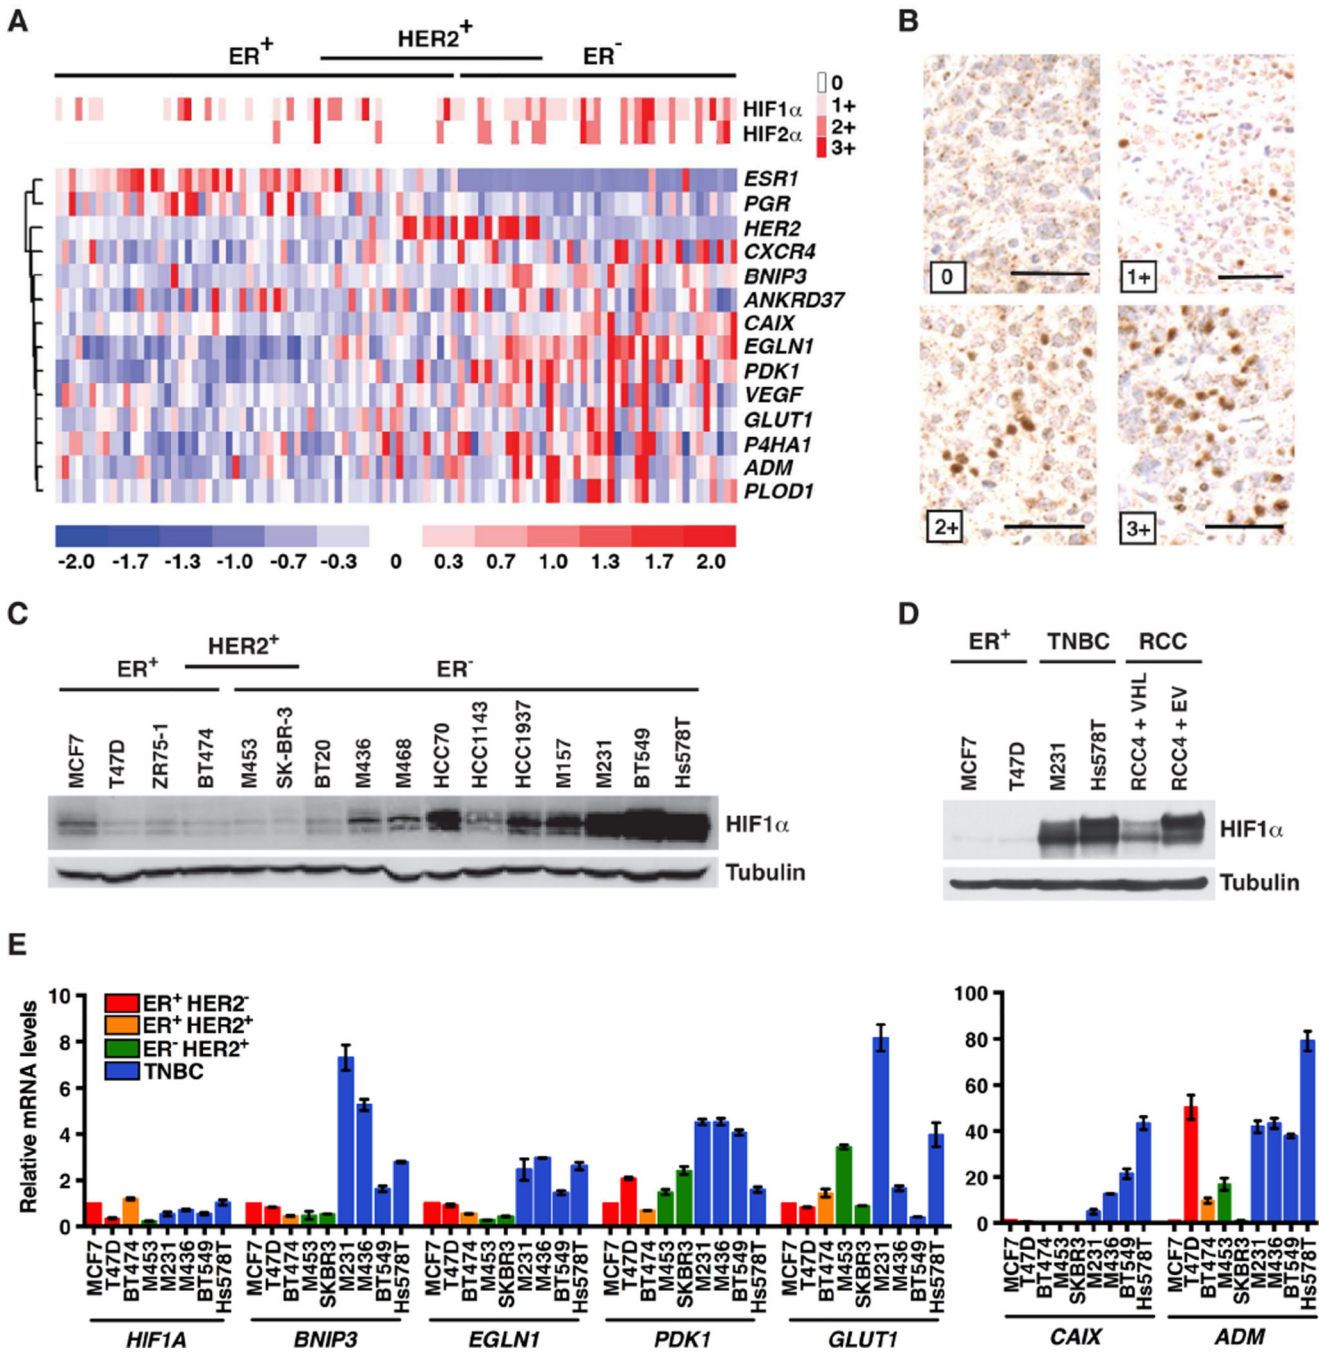 A
ER+
HER2+
ER-
HIF1α
HIF2α
0
1+
2+
3+
ESR1
PGR
HER2
CXCR4
BNIP3
ANKRD37
CAIX
EGLN1
PDK1
VEGF
GLUT1
P4HA1
ADM
PLOD1
-2.0 -1.7 -1.3 -1.0 -0.7 -0.3 0 0.3 0.7 1.0 1.3 1.7 2.0
B
0
1+
2+
3+
C
HER2+
ER+
ER-
MCF7 T47D ZR75-1 BT474 M453 SK-BR-3 BT20 M436 M468 HCC70 HCC1143 HCC1937 M157 M231 BT549 Hs578T
HIF1α
Tubulin
D
ER+ TNBC RCC
MCF7 T47D M231 Hs578T RCC4 + VHL RCC4 + EV
HIF1α
Tubulin
E
Relative mRNA levels
10
8
6
4
2
0
ER+ HER2-
ER+ HER2+
ER- HER2+
TNBC
MCF7 T47D BT474 M453 M231 M436 BT549 Hs578T
HIF1A
MCF7 T47D BT474 M453 SKBR3 M231 M436 BT549 Hs578T
BNIP3
MCF7 T47D BT474 M453 SKBR3 M231 M436 BT549 Hs578T
EGLN1
MCF7 T47D BT474 M453 SKBR3 M231 M436 BT549 Hs578T
PDK1
MCF7 T47D BT474 M453 SKBR3 M231 M436 BT549 Hs578T
GLUT1
100
80
60
40
20
0
MCF7 T47D BT474 M453 SKBR3 M231 M436 BT549 Hs578T
CAIX
MCF7 T47D BT474 M453 SKBR3 M231 M436 BT549 Hs578T
ADM